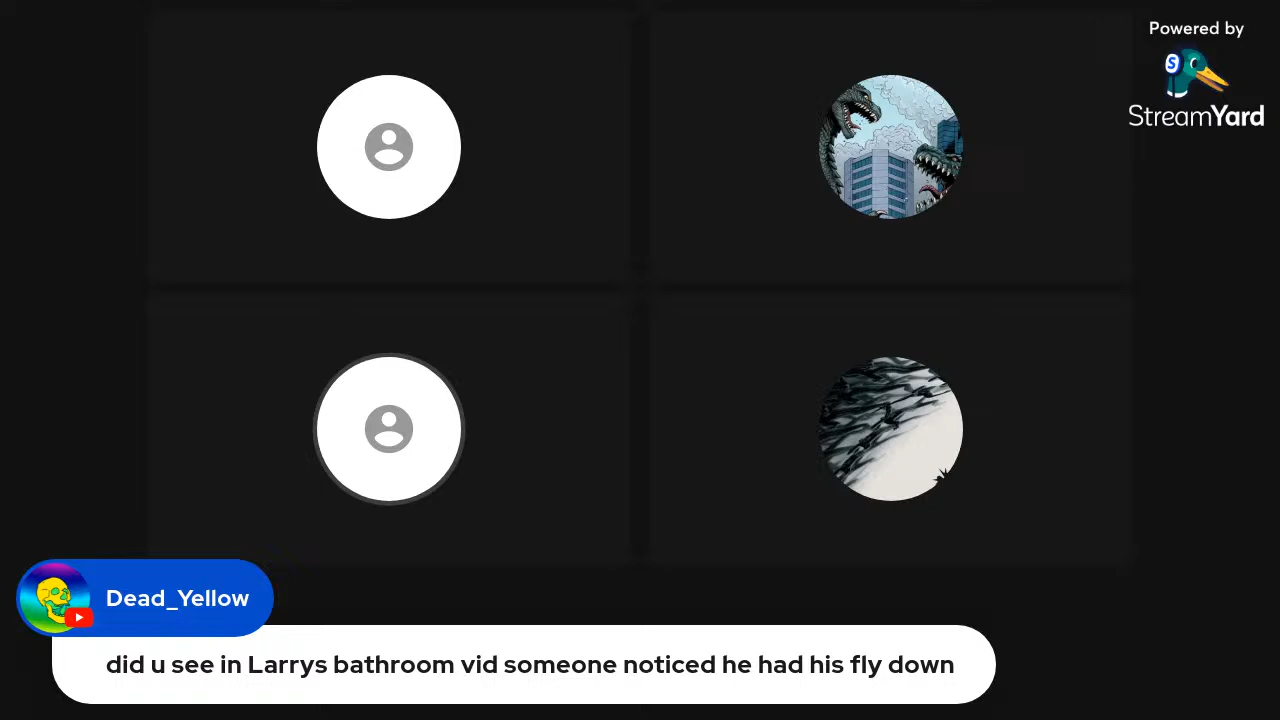 Powered by
S
StreamYard
Dead_Yellow
did u see in Larrys bathroom vid someone noticed he had his fly down